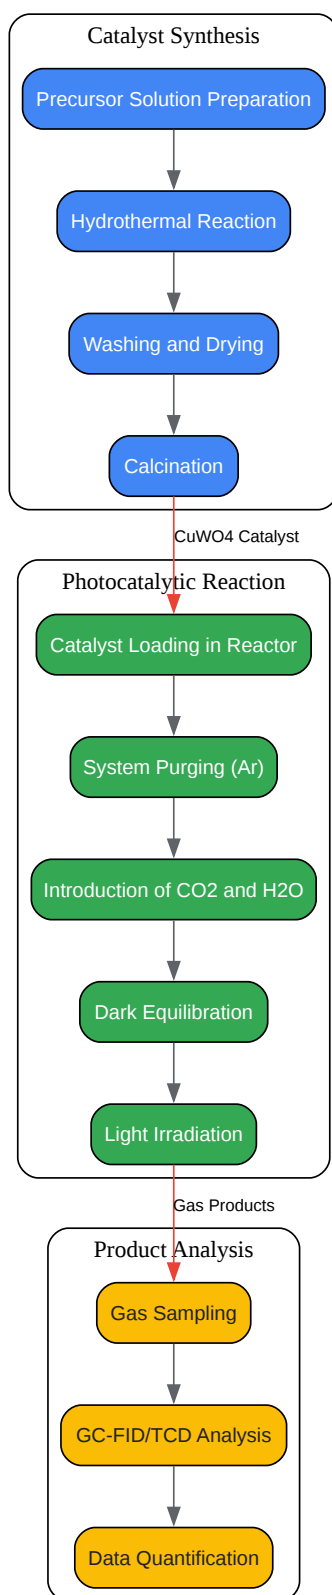 Catalyst Synthesis
Precursor Solution Preparation
Hydrothermal Reaction
Washing and Drying
Calcination
CuWO4 Catalyst
Photocatalytic Reaction
Catalyst Loading in Reactor
System Purging (Ar)
Introduction of CO2 and H2O
Dark Equilibration
Light Irradiation
Gas Products
Product Analysis
Gas Sampling
GC-FID/TCD Analysis
Data Quantification